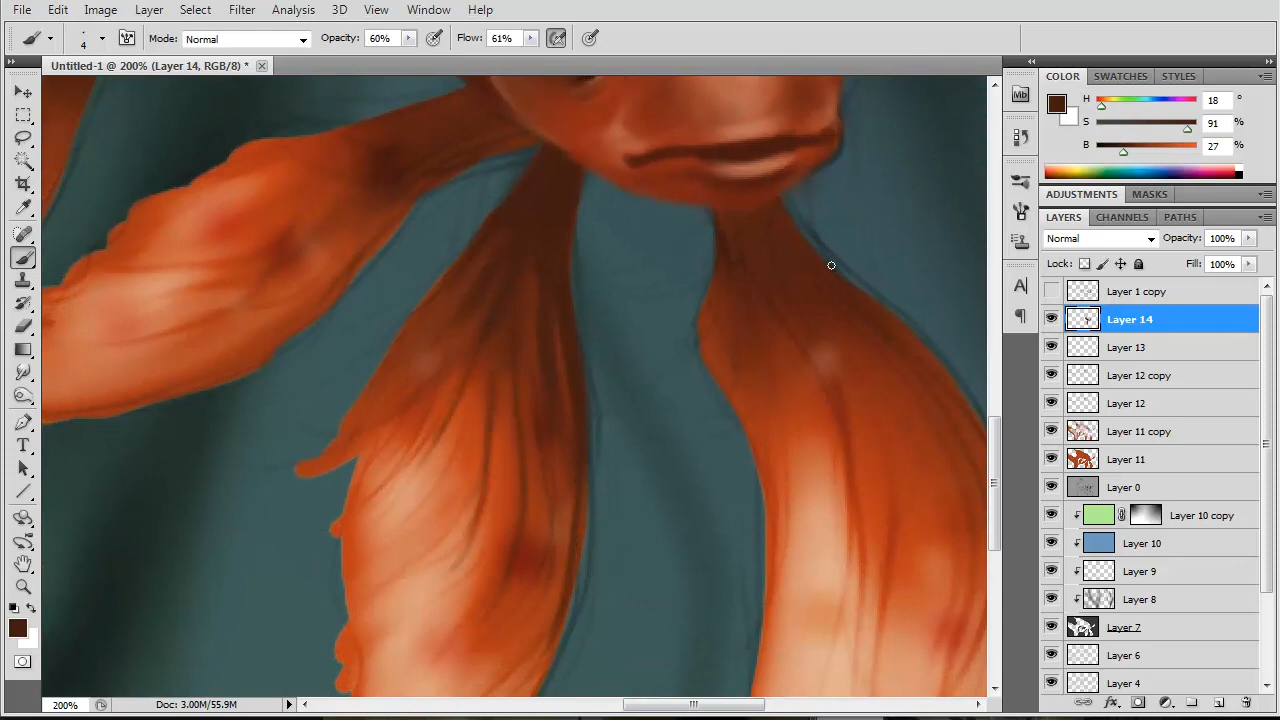 File Edit Image Layer Select Filter Analysis 3D View Window Help
4 Mode: Normal Opacity: 60% Flow: 61%
Untitled-1 @ 200% (Layer 14, RGB/8) *
COLOR SWATCHES STYLES
H 18 °
S 91 %
B 27 %
ADJUSTMENTS MASKS
LAYERS CHANNELS PATHS
Normal Opacity: 100%
Lock: Fill: 100%
Layer 1 copy
Layer 14
Layer 13
Layer 12 copy
Layer 12
Layer 11 copy
Layer 11
Layer 0
Layer 10 copy
Layer 10
Layer 9
Layer 8
Layer 7
Layer 6
Layer 4
Mb
A
T
200% Doc: 3.00M/55.9M
fx